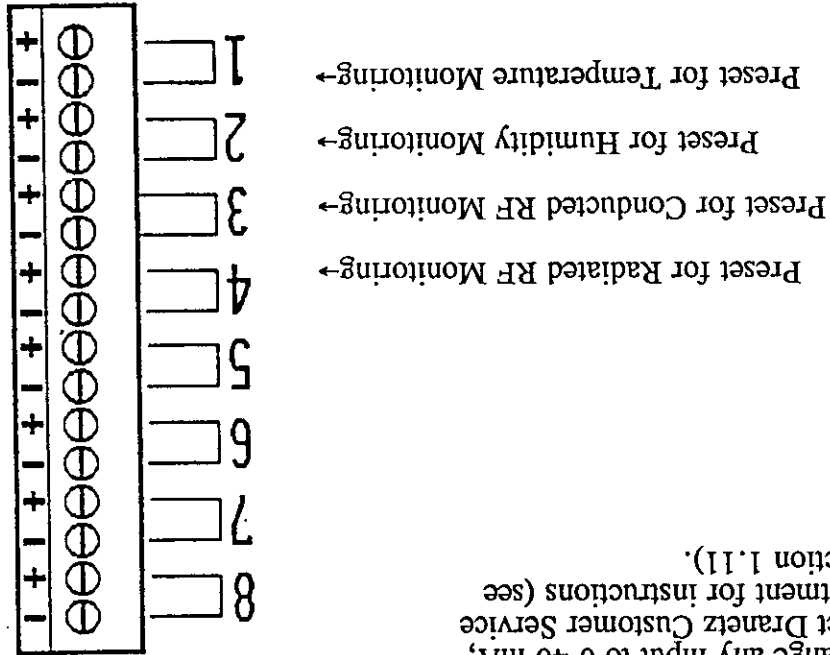 any input to 0-40
Dranetz Customer Service
for instructions (see
1.11).
8 −
+
7 −
+
6 −
+
5 −
+
Preset for Radiated RF Monitoring→ 4 −
+
Preset for Conducted RF Monitoring→ 3 −
+
Preset for Humidity Monitoring→ 2 −
+
Preset for Temperature Monitoring→ 1 −
+